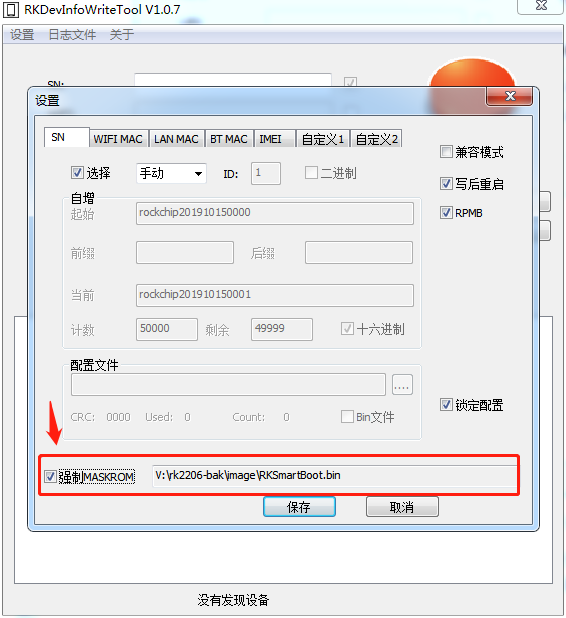 RKDevInfoWriteTool V1.0.7
设置 日志文件 关于
SN:
设置
SN WIFI MAC LAN MAC BT MAC IMEI 自定义1 自定义2
选择 手动 ID: 1 二进制
兼容模式
写后重启
RPMB
自增
起始 rockchip201910150000
前缀 后缀
当前 rockchip201910150001
计数 50000 剩余 49999 十六进制
配置文件
....
CRC: 0000 Used: 0 Count: 0 Bin文件
锁定配置
强制MASKROM V:\rk2206-bak\image\RKSmartBoot.bin
保存 取消
没有发现设备